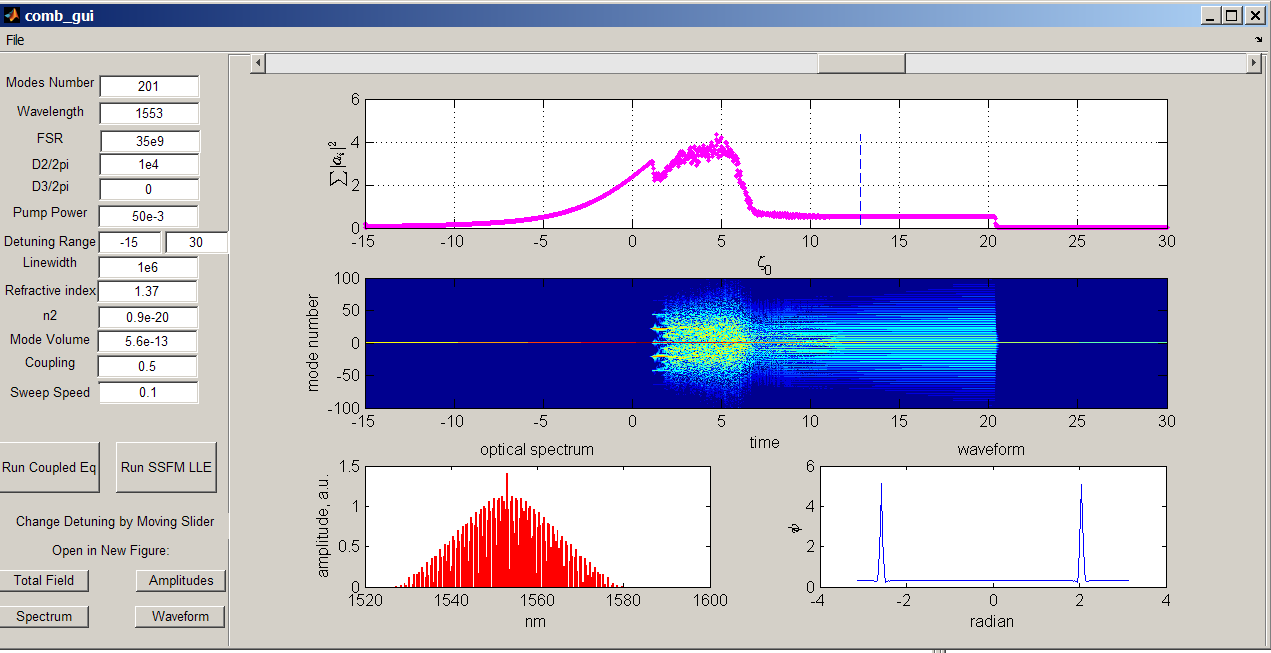 comb_gui
File
Modes Number 201
Wavelength 1553
FSR 35e9
D2/2pi 1e4
D3/2pi 0
Pump Power 50e-3
Detuning Range -15 30
Linewidth 1e6
Refractive index 1.37
n2 0.9e-20
Mode Volume 5.6e-13
Coupling 0.5
Sweep Speed 0.1
Run Coupled Eq Run SSFM LLE
Change Detuning by Moving Slider
Open in New Figure:
Total Field Amplitudes
Spectrum Waveform
∑|aᵢ|²
6
4
2
0
-15 -10 -5 0 5 10 15 20 25 30
ζ₀
mode number
100
50
0
-50
-100
-15 -10 -5 0 5 10 15 20 25 30
time
optical spectrum
amplitude, a.u.
1.5
1
0.5
0
1520 1540 1560 1580 1600
nm
waveform
ψ
6
4
2
0
-4 -2 0 2 4
radian